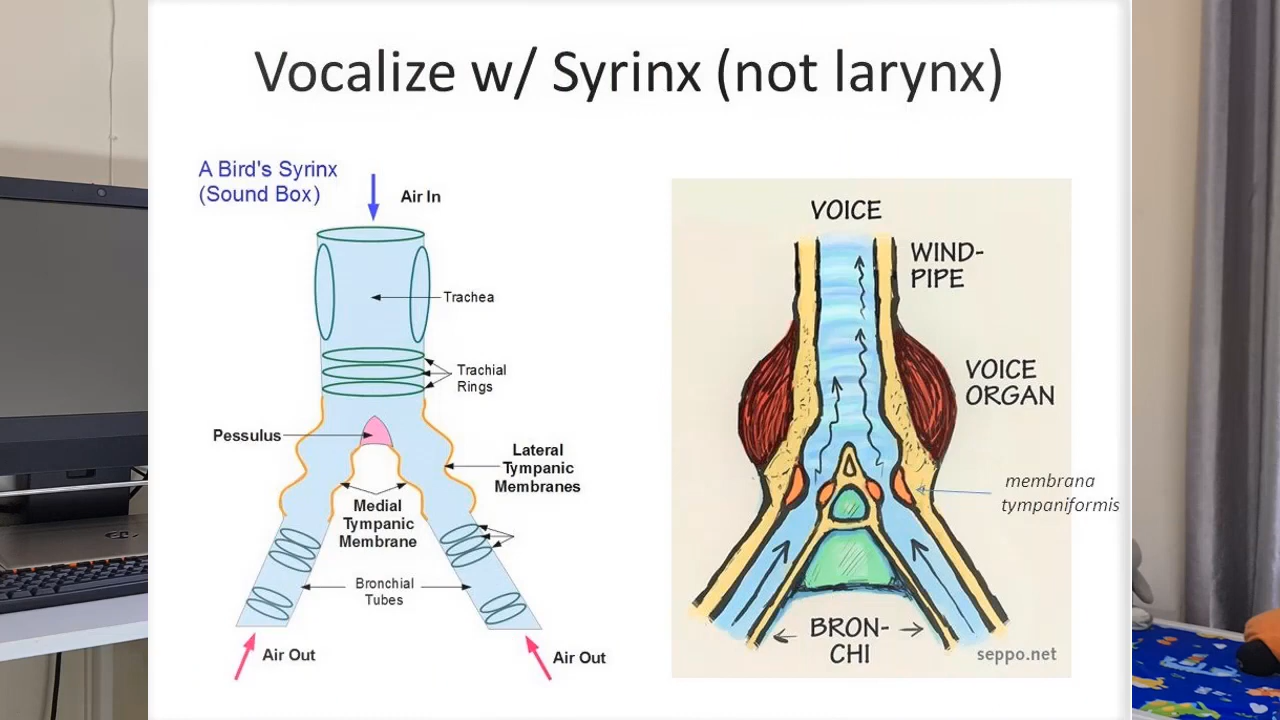 Vocalize w/ Syrinx (not larynx)
A Bird's Syrinx
(Sound Box)
Air In
Trachea
Trachial
Rings
Pessulus
Lateral
Tympanic
Membranes
Medial
Tympanic
Membrane
Bronchial
Tubes
Air Out
Air Out
VOICE
WIND-
PIPE
VOICE
ORGAN
membrana
tympaniformis
BRON-
CHI
seppo.net